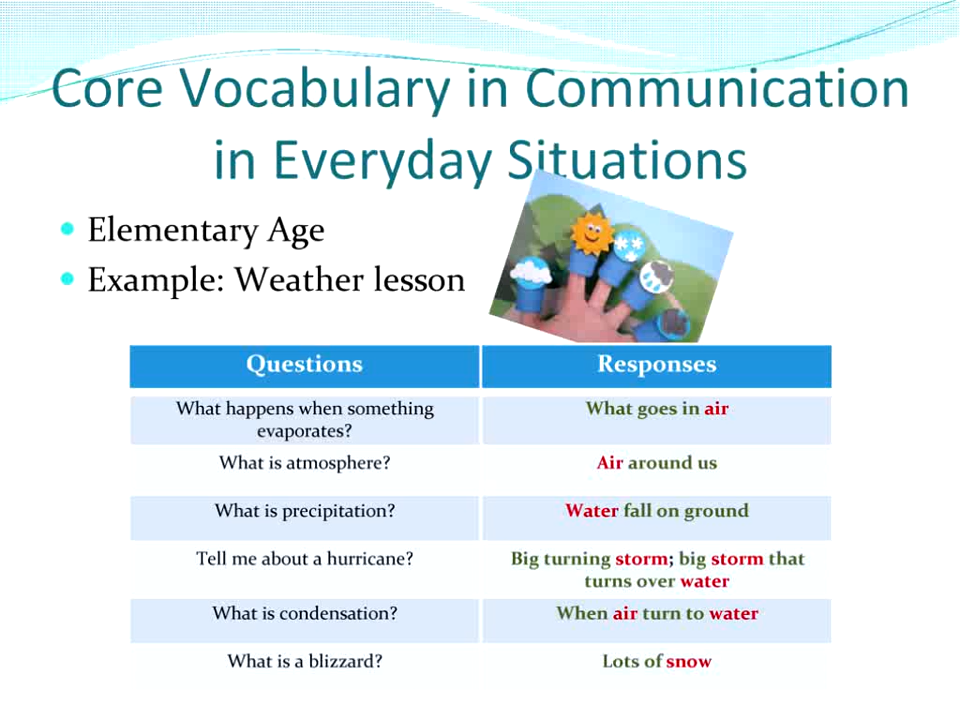 Core Vocabulary in Communication
in Everyday Situations
Elementary Age
Example: Weather lesson
Questions
Responses
What happens when something
evaporates?
What goes in air
What is atmosphere?
Air around us
What is precipitation?
Water fall on ground
Tell me about a hurricane?
Big turning storm; big storm that
turns over water
What is condensation?
When air turn to water
What is a blizzard?
Lots of snow